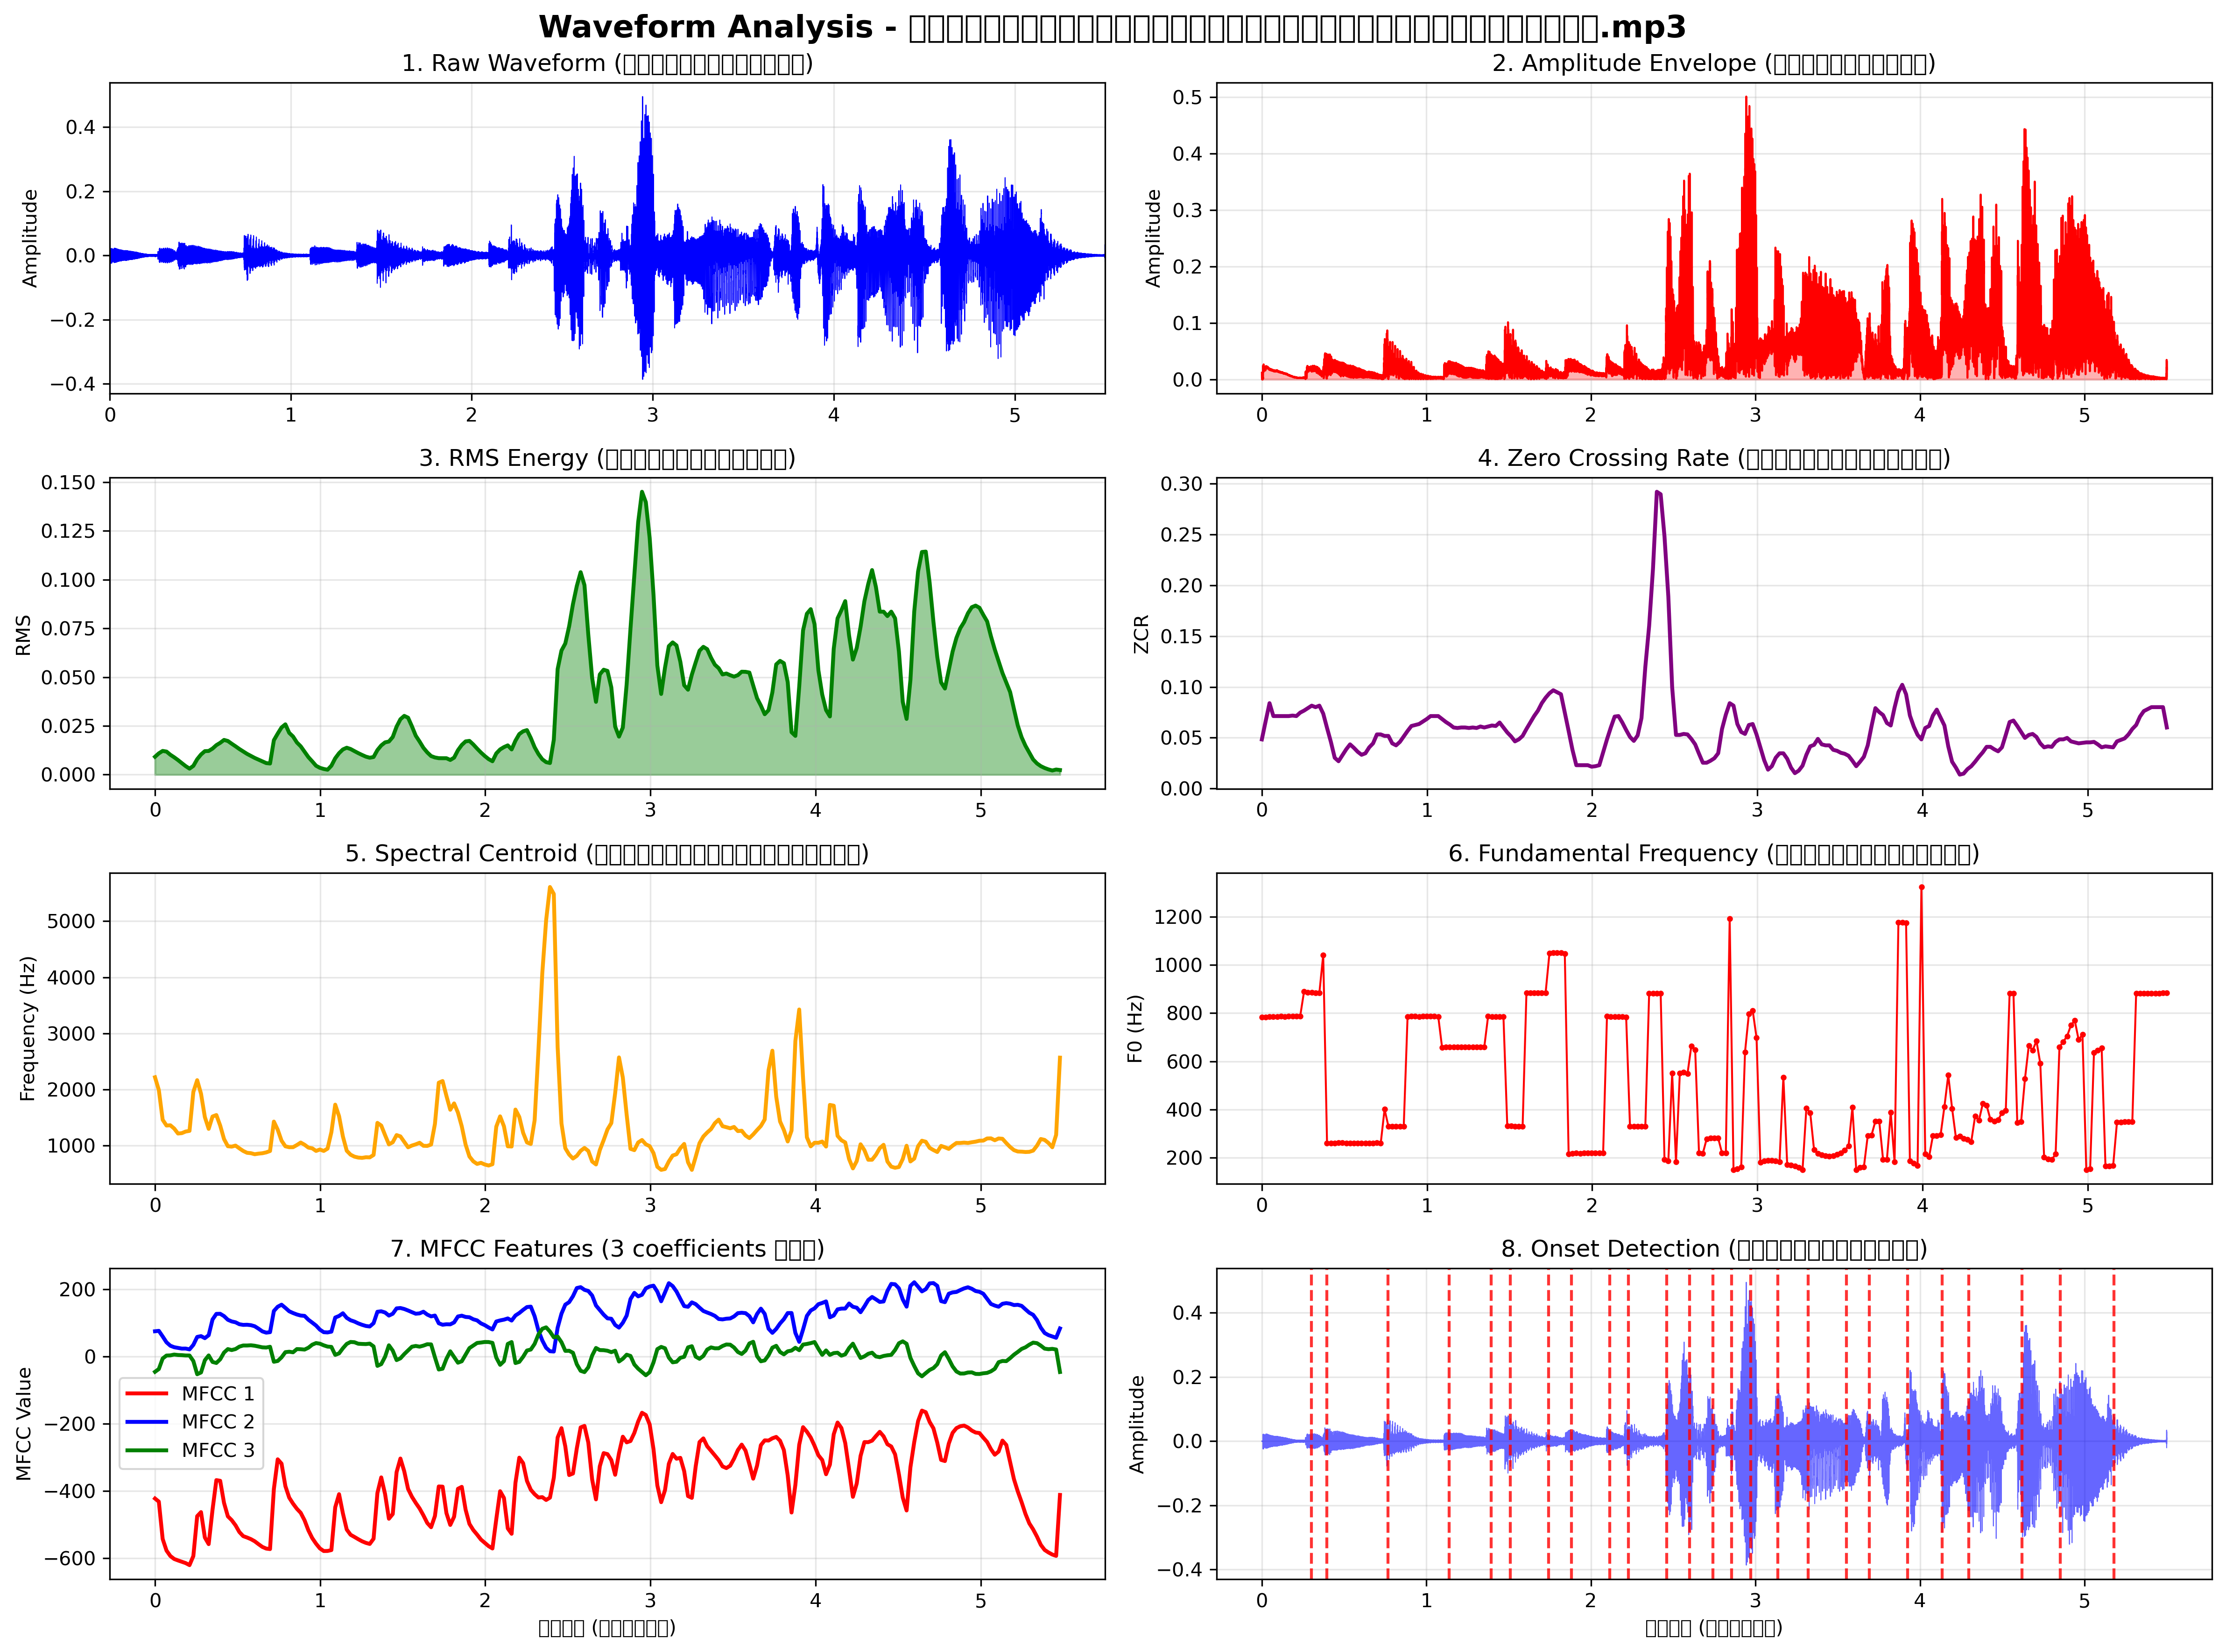 Waveform Analysis - .mp3
1. Raw Waveform ()
2. Amplitude Envelope ()
Amplitude
0.4
0.2
0.0
−0.2
−0.4
0 1 2 3 4 5
Amplitude
0.5
0.4
0.3
0.2
0.1
0.0
0 1 2 3 4 5
3. RMS Energy ()
4. Zero Crossing Rate ()
RMS
0.150
0.125
0.100
0.075
0.050
0.025
0.000
0 1 2 3 4 5
ZCR
0.30
0.25
0.20
0.15
0.10
0.05
0.00
0 1 2 3 4 5
5. Spectral Centroid ()
6. Fundamental Frequency ()
Frequency (Hz)
5000
4000
3000
2000
1000
0 1 2 3 4 5
F0 (Hz)
1200
1000
800
600
400
200
0 1 2 3 4 5
7. MFCC Features (3 coefficients )
8. Onset Detection ()
MFCC Value
200
0
−200
−400
−600
MFCC 1
MFCC 2
MFCC 3
0 1 2 3 4 5
Amplitude
0.4
0.2
0.0
−0.2
−0.4
0 1 2 3 4 5